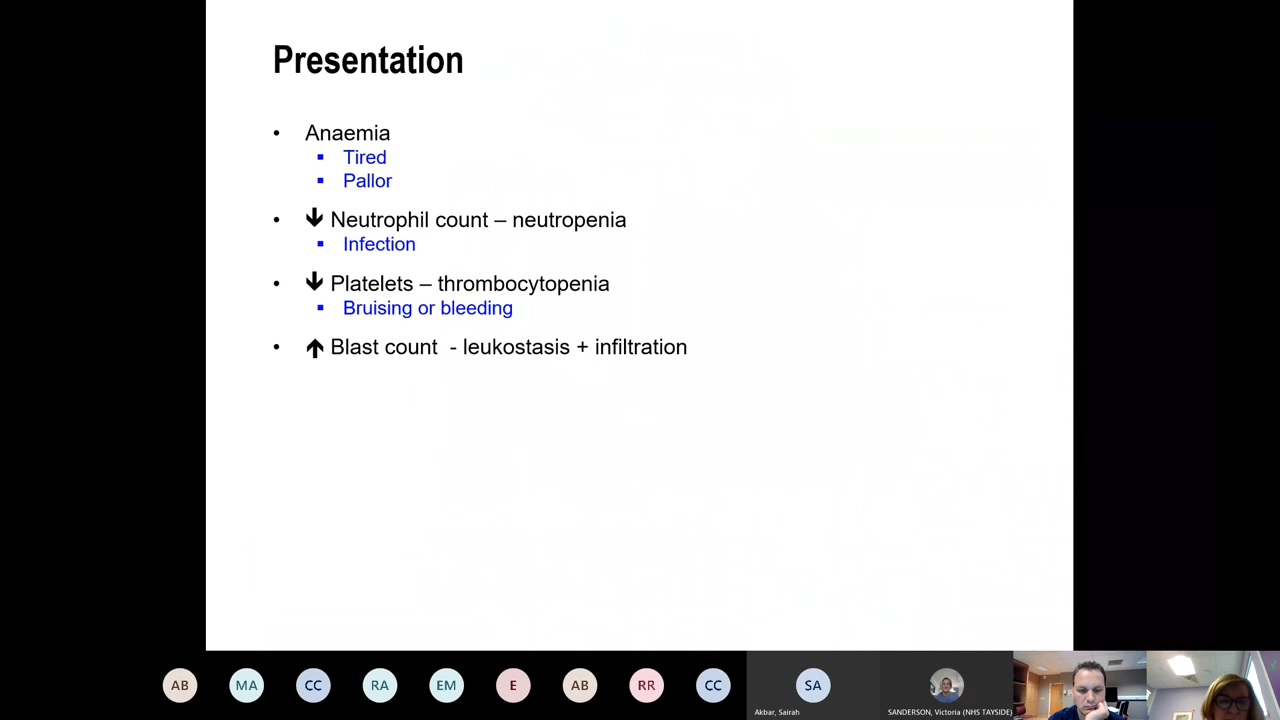 Presentation
• Anaemia
▪ Tired
▪ Pallor
• 🡫 Neutrophil count – neutropenia
▪ Infection
• 🡫 Platelets – thrombocytopenia
▪ Bruising or bleeding
• 🡩 Blast count - leukostasis + infiltration
AB MA CC RA EM E AB RR CC SA
Akbar, Sairah
SANDERSON, Victoria (NHS TAYSIDE)